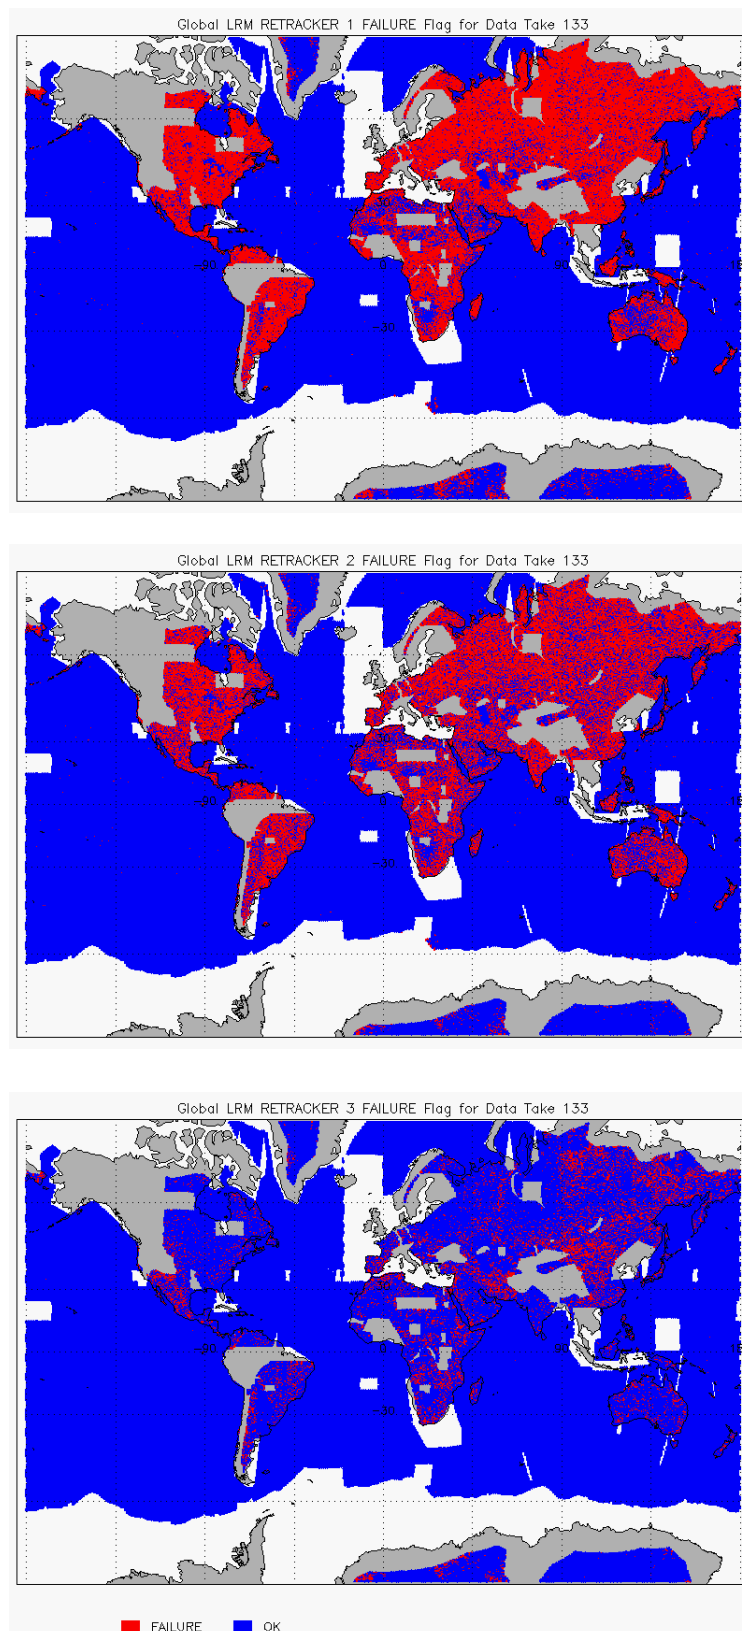 Global LRM RETRACKER 1 FAILURE Flag for Data Take 133
Global LRM RETRACKER 2 FAILURE Flag for Data Take 133
Global LRM RETRACKER 3 FAILURE Flag for Data Take 133
FAILURE OK